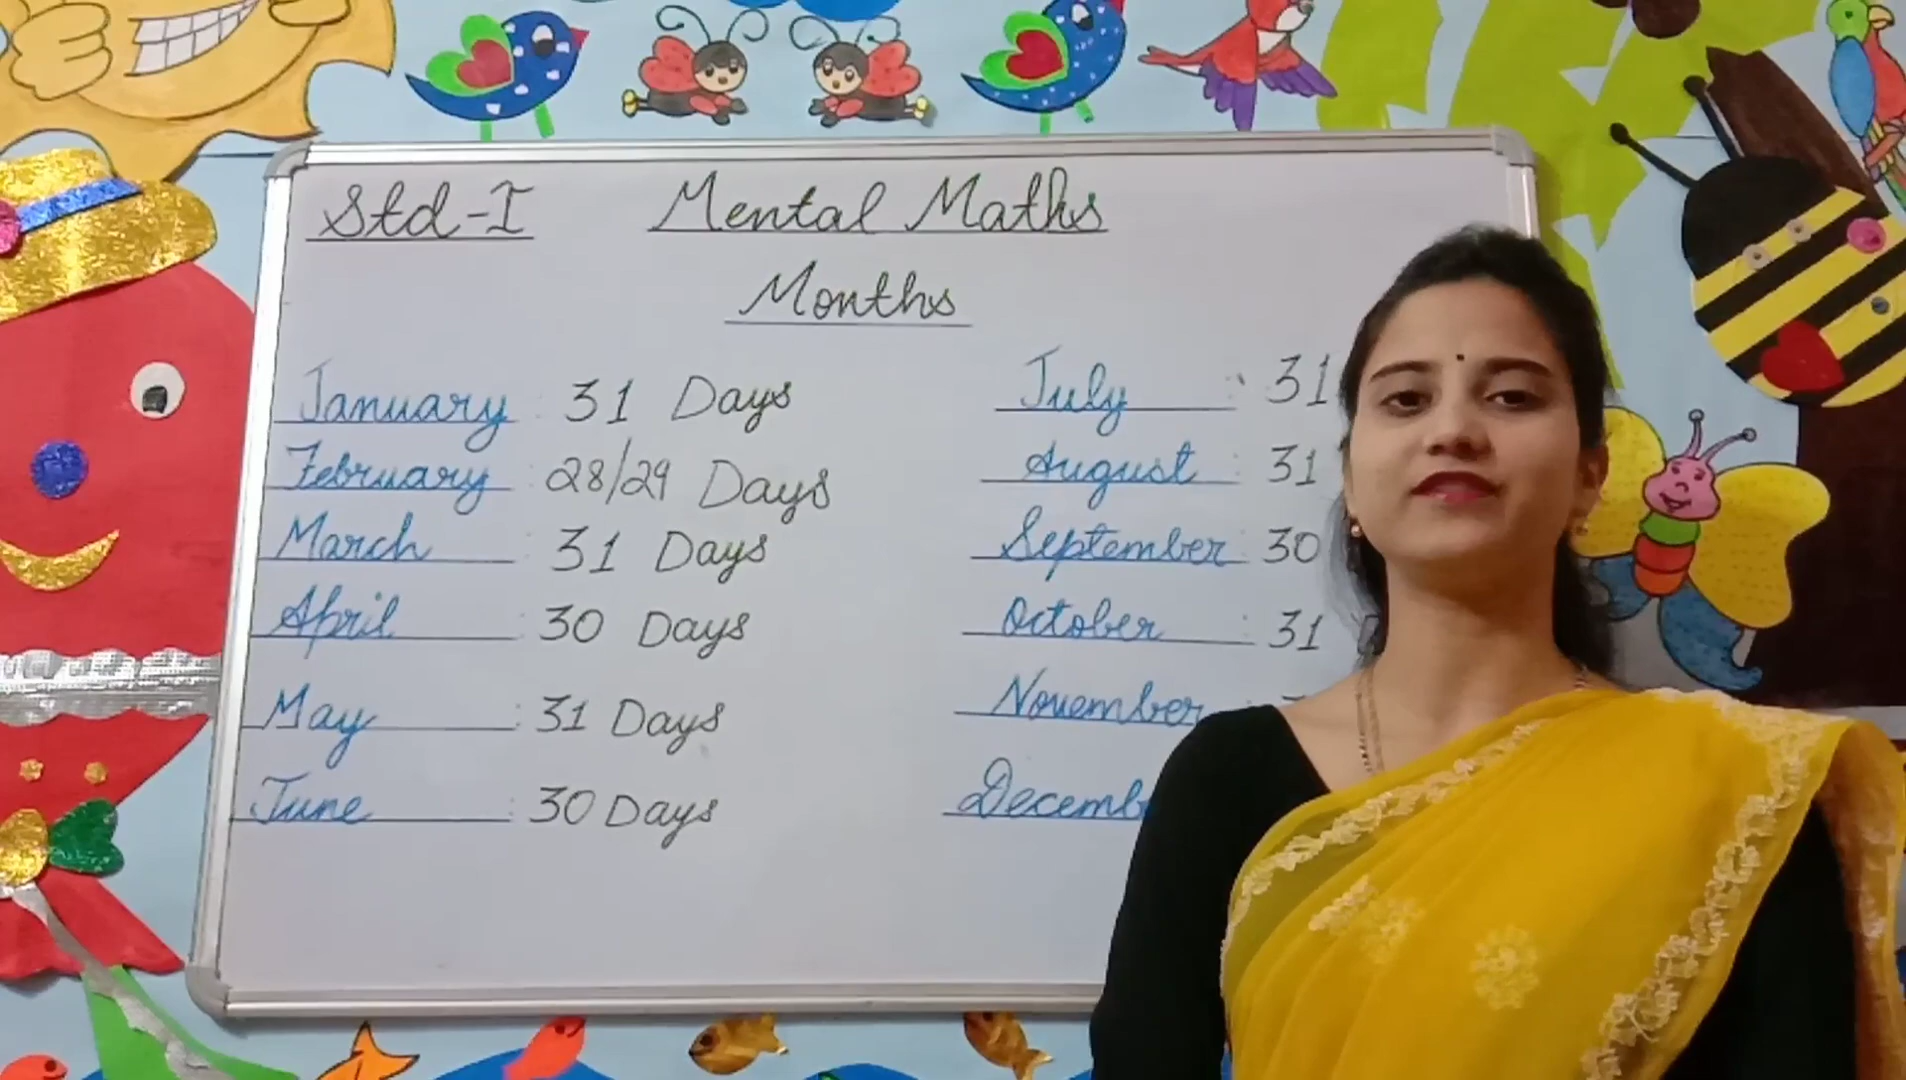 Std-I Mental Maths
Months
January : 31 Days
February 28/29 Days
March 31 Days
April : 30 Days
May : 31 Days
June : 30 Days
July : 31
August : 31
September : 30
October : 31
November :